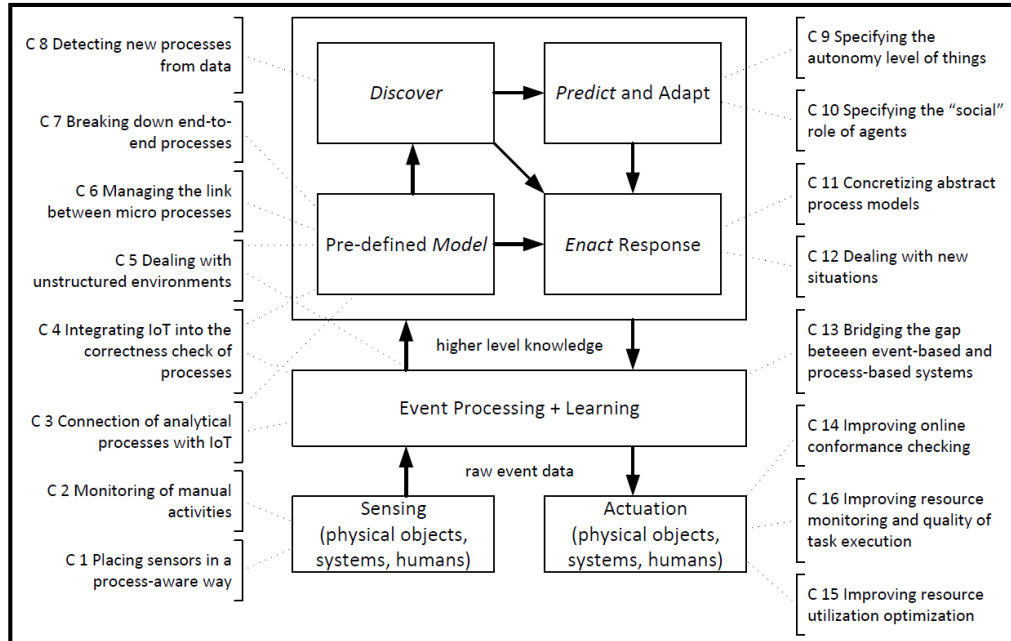 C 8 Detecting new processes
from data
C 7 Breaking down end-to-
end processes
C 6 Managing the link
between micro processes
C 5 Dealing with
unstructured environments
C 4 Integrating IoT into the
correctness check of
processes
C 3 Connection of analytical
processes with IoT
C 2 Monitoring of manual
activities
C 1 Placing sensors in a
process-aware way
Discover
Predict and Adapt
Pre-defined Model
Enact Response
higher level knowledge
Event Processing + Learning
raw event data
Sensing
(physical objects,
systems, humans)
Actuation
(physical objects,
systems, humans)
C 9 Specifying the
autonomy level of things
C 10 Specifying the “social”
role of agents
C 11 Concretizing abstract
process models
C 12 Dealing with new
situations
C 13 Bridging the gap
beteeen event-based and
process-based systems
C 14 Improving online
conformance checking
C 16 Improving resource
monitoring and quality of
task execution
C 15 Improving resource
utilization optimization